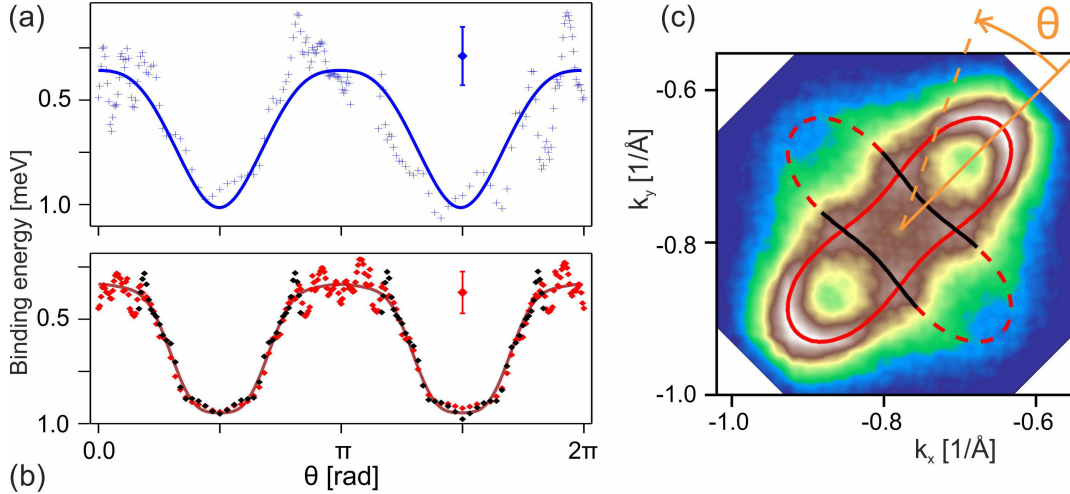 (a)
0.5
1.0
Binding energy [meV]
0.5
1.0
0.0
π
2π
θ [rad]
(b)
(c)
θ
-0.6
-0.8
-1.0
k_y [1/Å]
-1.0
-0.8
-0.6
k_x [1/Å]